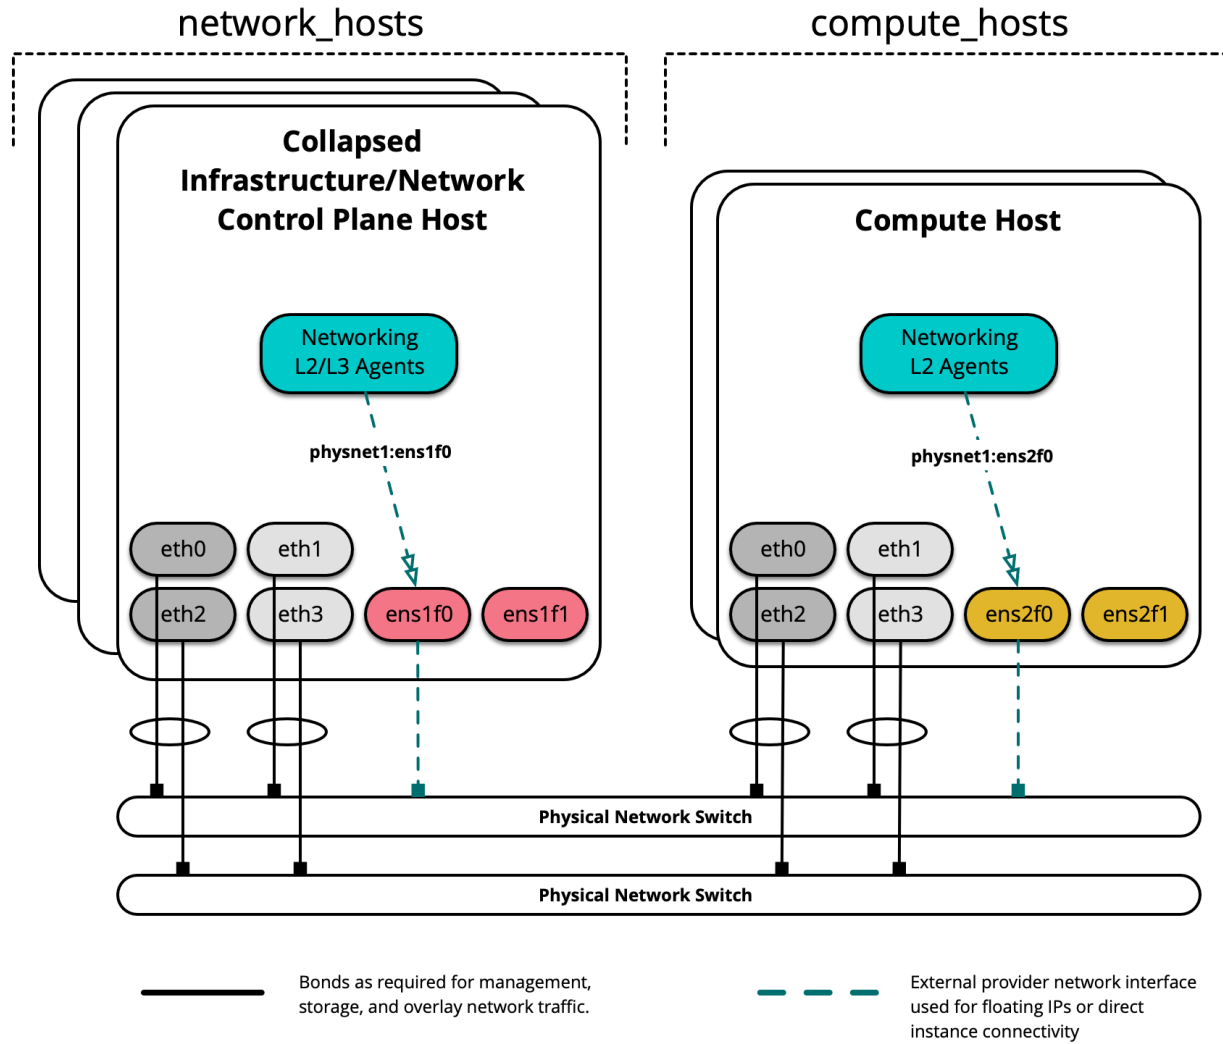 network_hosts
compute_hosts
Collapsed
Infrastructure/Network
Control Plane Host
Compute Host
Networking
L2/L3 Agents
Networking
L2 Agents
physnet1:ens1f0
physnet1:ens2f0
eth0
eth1
eth2
eth3
ens1f0
ens1f1
eth0
eth1
eth2
eth3
ens2f0
ens2f1
Physical Network Switch
Physical Network Switch
Bonds as required for management,
storage, and overlay network traffic.
External provider network interface
used for floating IPs or direct
instance connectivity